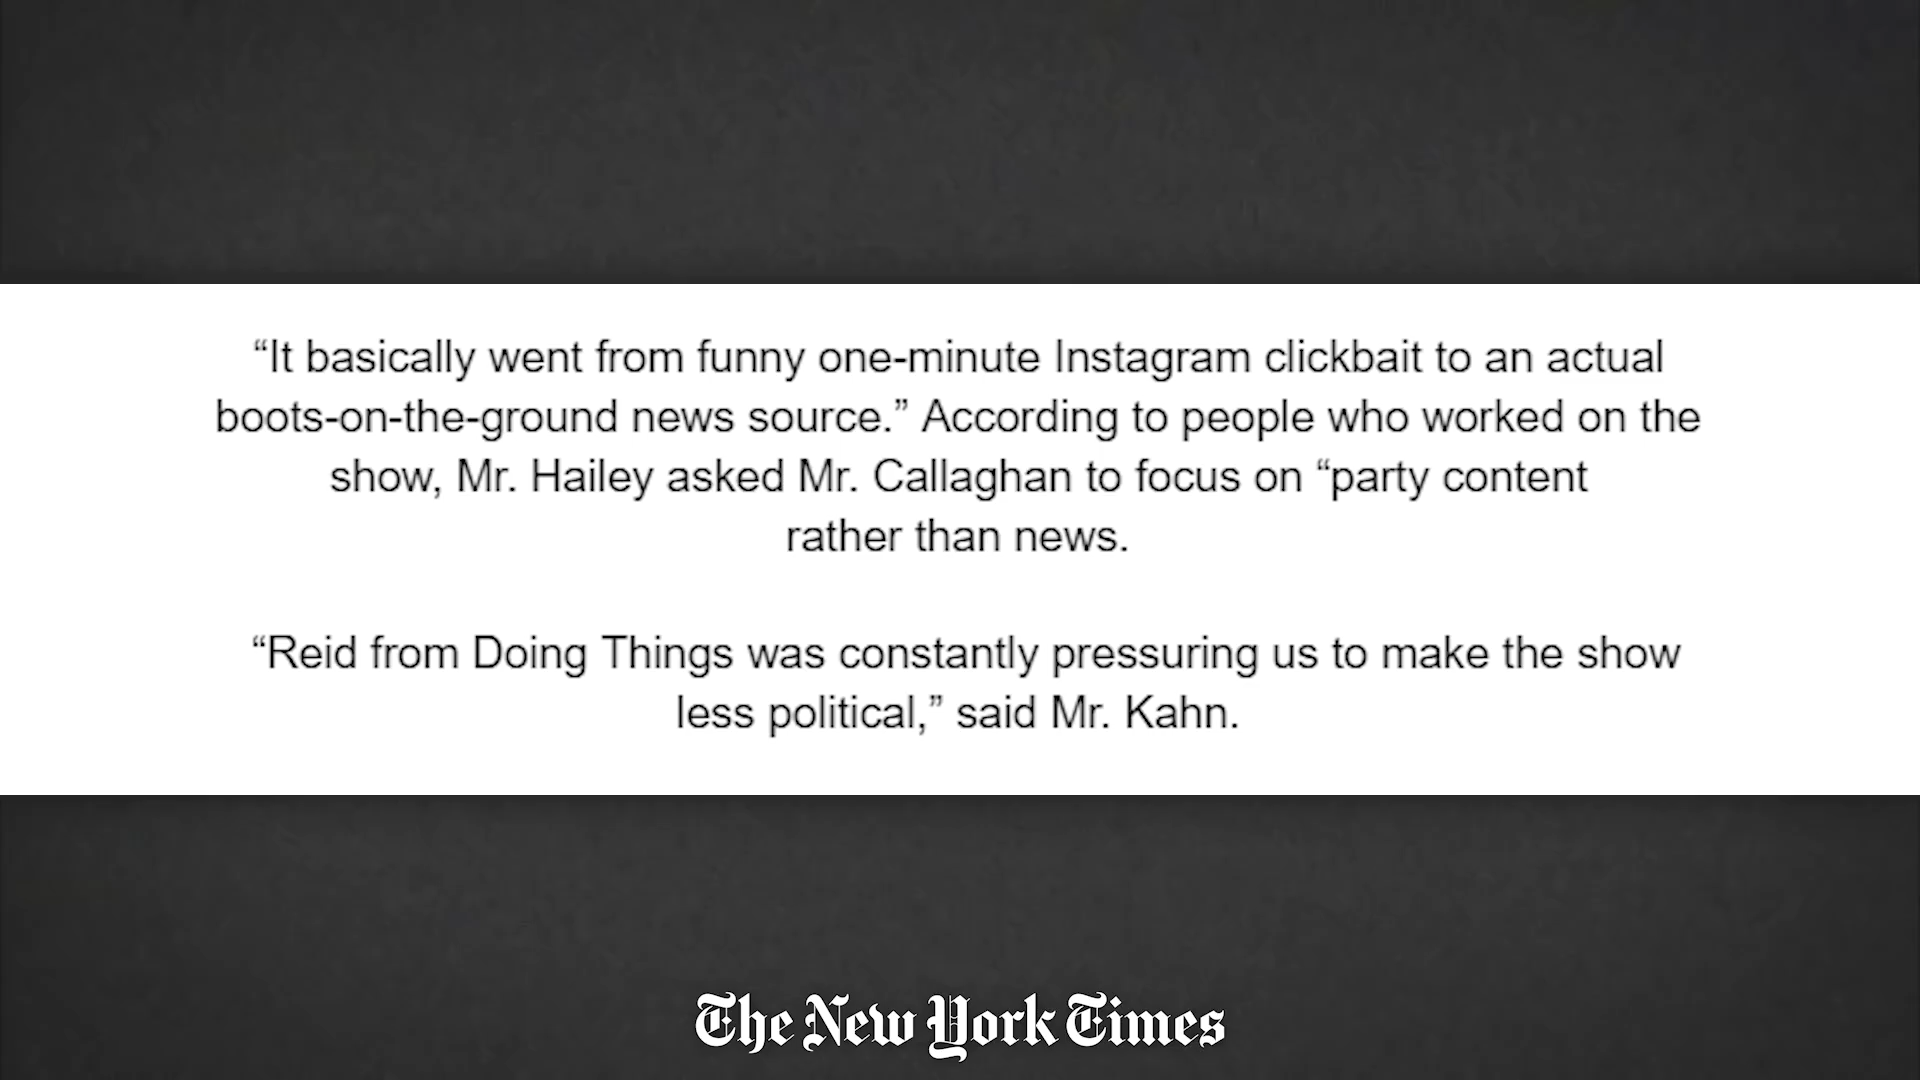 “It basically went from funny one-minute Instagram clickbait to an actual
boots-on-the-ground news source.” According to people who worked on the
show, Mr. Hailey asked Mr. Callaghan to focus on “party content
rather than news.
“Reid from Doing Things was constantly pressuring us to make the show
less political,” said Mr. Kahn.
The New York Times